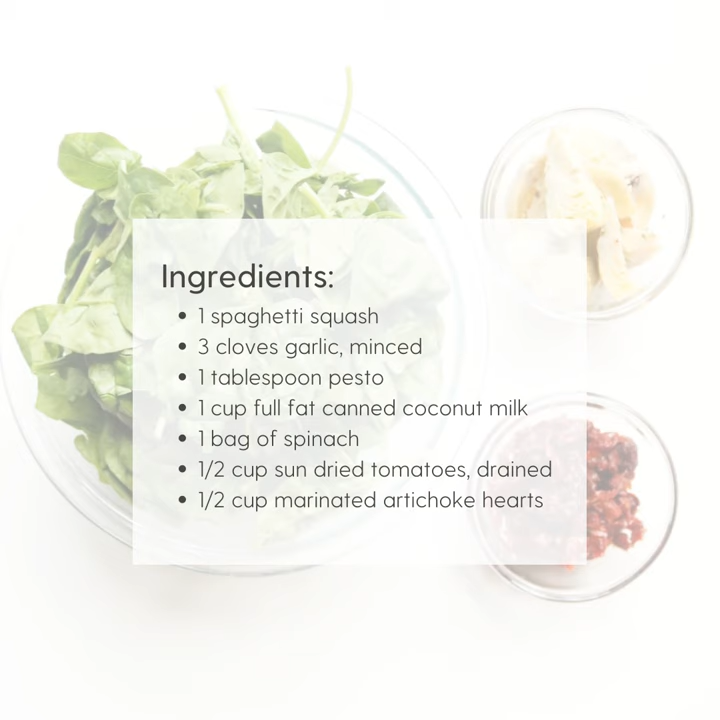 Ingredients:
• 1 spaghetti squash
• 3 cloves garlic, minced
• 1 tablespoon pesto
• 1 cup full fat canned coconut milk
• 1 bag of spinach
• 1/2 cup sun dried tomatoes, drained
• 1/2 cup marinated artichoke hearts